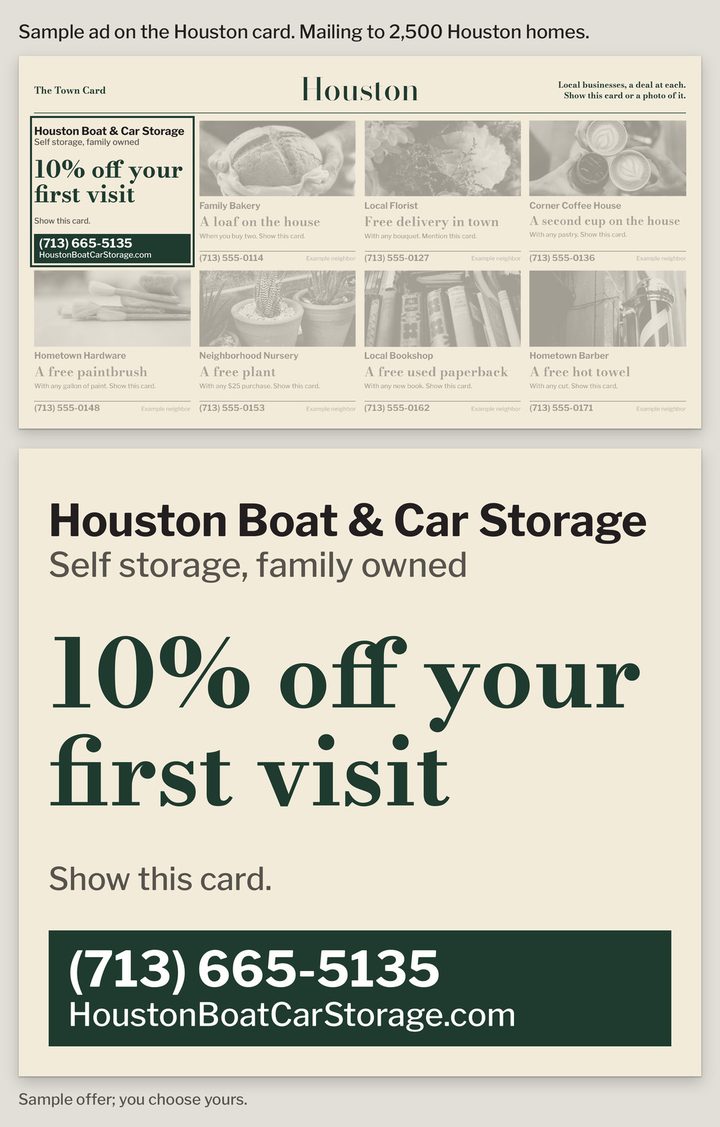 Sample ad on the Houston card. Mailing to 2,500 Houston homes.
The Town Card
Houston
Local businesses, a deal at each.
Show this card or a photo of it.
Houston Boat & Car Storage
Self storage, family owned
10% off your
first visit
Show this card.
(713) 665-5135
HoustonBoatCarStorage.com
Family Bakery
A loaf on the house
When you buy two. Show this card.
(713) 555-0114
Example neighbor
Local Florist
Free delivery in town
With any bouquet. Mention this card.
(713) 555-0127
Example neighbor
Corner Coffee House
A second cup on the house
With any pastry. Show this card.
(713) 555-0136
Example neighbor
Hometown Hardware
A free paintbrush
With any gallon of paint. Show this card.
(713) 555-0148
Example neighbor
Neighborhood Nursery
A free plant
With any $25 purchase. Show this card.
(713) 555-0153
Example neighbor
Local Bookshop
A free used paperback
With any new book. Show this card.
(713) 555-0162
Example neighbor
Hometown Barber
A free hot towel
With any cut. Show this card.
(713) 555-0171
Example neighbor
Houston Boat & Car Storage
Self storage, family owned
10% off your
first visit
Show this card.
(713) 665-5135
HoustonBoatCarStorage.com
Sample offer; you choose yours.